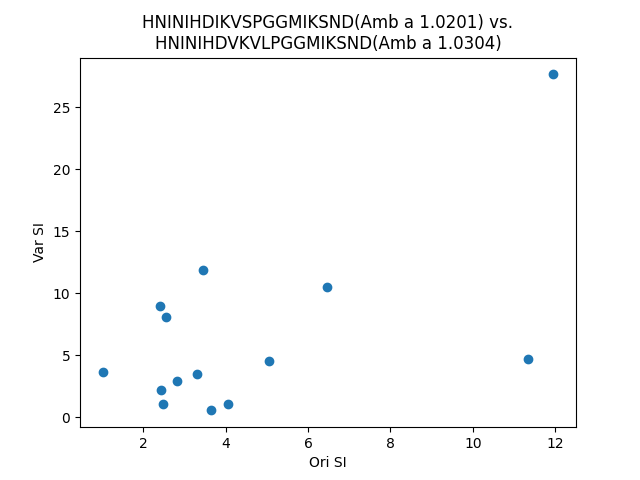 HNINIHDIKVSPGGMIKSND(Amb a 1.0201) vs.
HNINIHDVKVLPGGMIKSND(Amb a 1.0304)
25
20
15
10
5
0
Var SI
2 4 6 8 10 12
Ori SI